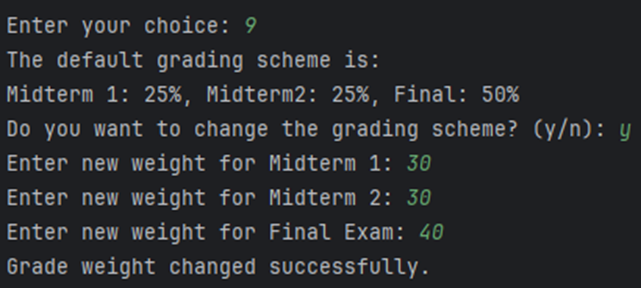 Enter your choice: 9
The default grading scheme is:
Midterm 1: 25%, Midterm2: 25%, Final: 50%
Do you want to change the grading scheme? (y/n): y
Enter new weight for Midterm 1: 30
Enter new weight for Midterm 2: 30
Enter new weight for Final Exam: 40
Grade weight changed successfully.